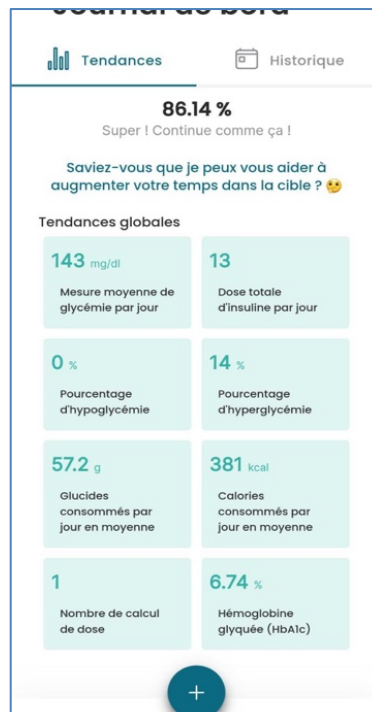 Journal de bord
Tendances
Historique
86.14 %
Super ! Continue comme ça !
Saviez-vous que je peux vous aider à
augmenter votre temps dans la cible ? 🤔
Tendances globales
143 mg/dl
Mesure moyenne de
glycémie par jour
13
Dose totale
d'insuline par jour
0 %
Pourcentage
d'hypoglycémie
14 %
Pourcentage
d'hyperglycémie
57.2 g
Glucides
consommés par
jour en moyenne
381 kcal
Calories
consommés par
jour en moyenne
1
Nombre de calcul
de dose
6.74 %
Hémoglobine
glyquée (HbA1c)
+